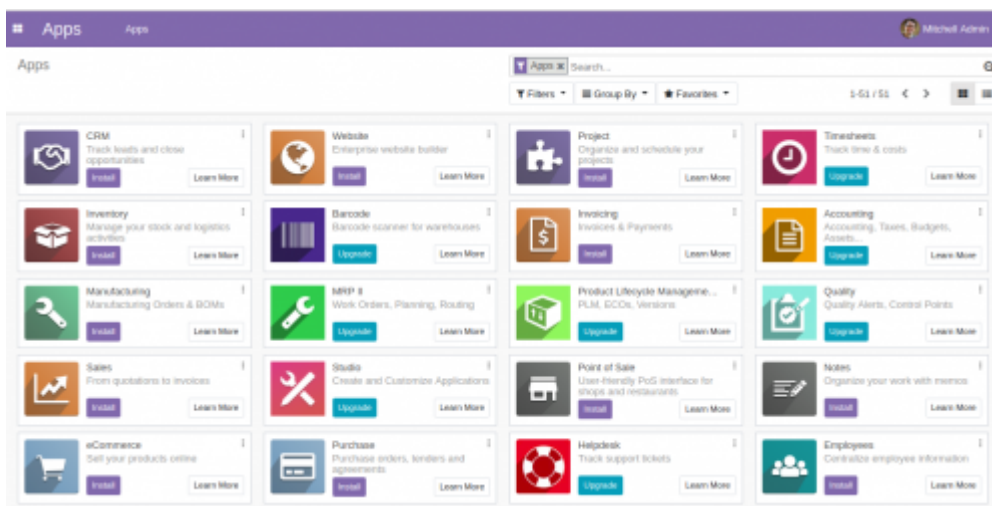 Apps Apps Mitchell Admin
Apps
Apps x Search...
Filters Group By Favorites 1-51 / 51
CRM
Track leads and close
opportunities
Install Learn More
Website
Enterprise website builder
Install Learn More
Project
Organize and schedule your
projects
Install Learn More
Timesheets
Track time & costs
Upgrade Learn More
Inventory
Manage your stock and logistics
activities
Install Learn More
Barcode
Barcode scanner for warehouses
Upgrade Learn More
Invoicing
Invoices & Payments
Install Learn More
Accounting
Accounting, Taxes, Budgets,
Assets...
Upgrade Learn More
Manufacturing
Manufacturing Orders & BOMs
Install Learn More
MRP II
Work Orders, Planning, Routing
Upgrade Learn More
Product Lifecycle Manageme...
PLM, ECOs, Versions
Upgrade Learn More
Quality
Quality Alerts, Control Points
Upgrade Learn More
Sales
From quotations to invoices
Install Learn More
Studio
Create and Customize Applications
Upgrade Learn More
Point of Sale
User-friendly PoS interface for
shops and restaurants
Install Learn More
Notes
Organize your work with memos
Install Learn More
eCommerce
Sell your products online
Install Learn More
Purchase
Purchase orders, tenders and
agreements
Install Learn More
Helpdesk
Track support tickets
Upgrade Learn More
Employees
Centralize employee information
Install Learn More